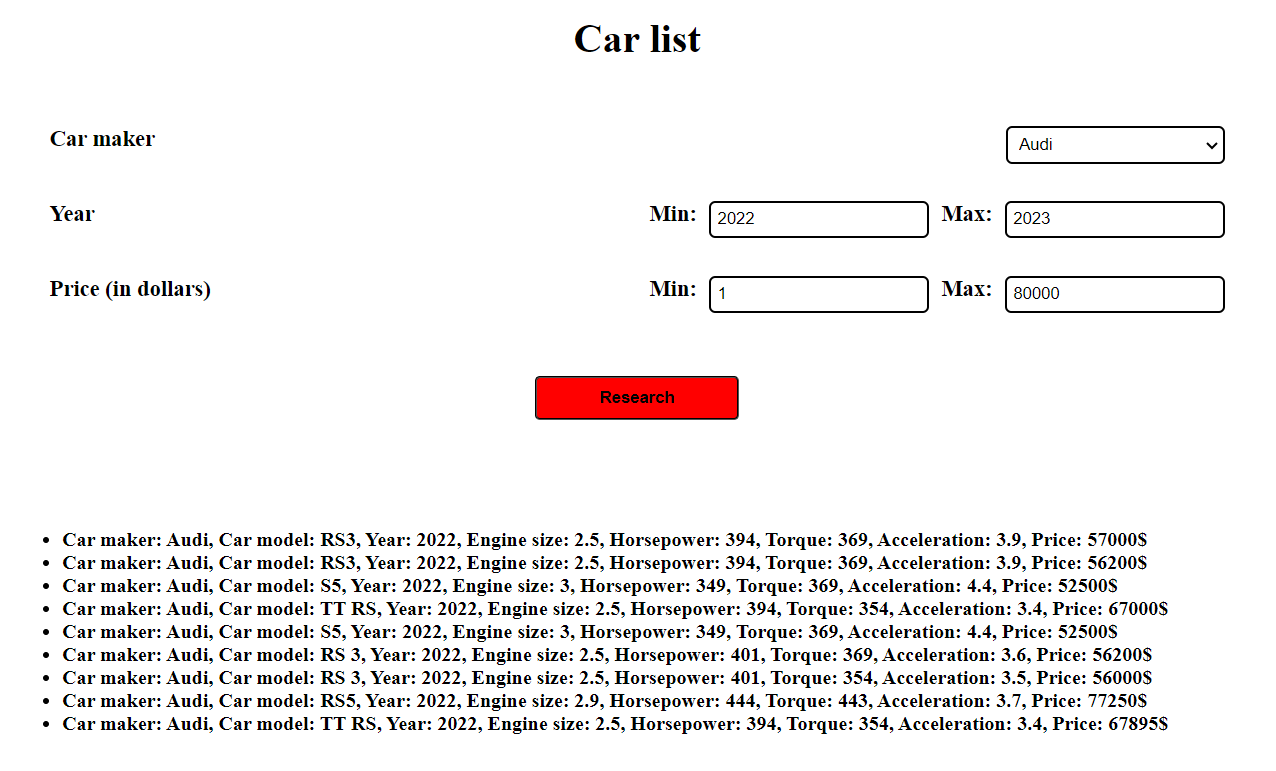 Car list
Car maker Audi
Year Min: 2022 Max: 2023
Price (in dollars) Min: 1 Max: 80000
Research
Car maker: Audi, Car model: RS3, Year: 2022, Engine size: 2.5, Horsepower: 394, Torque: 369, Acceleration: 3.9, Price: 57000$
Car maker: Audi, Car model: RS3, Year: 2022, Engine size: 2.5, Horsepower: 394, Torque: 369, Acceleration: 3.9, Price: 56200$
Car maker: Audi, Car model: S5, Year: 2022, Engine size: 3, Horsepower: 349, Torque: 369, Acceleration: 4.4, Price: 52500$
Car maker: Audi, Car model: TT RS, Year: 2022, Engine size: 2.5, Horsepower: 394, Torque: 354, Acceleration: 3.4, Price: 67000$
Car maker: Audi, Car model: S5, Year: 2022, Engine size: 3, Horsepower: 349, Torque: 369, Acceleration: 4.4, Price: 52500$
Car maker: Audi, Car model: RS 3, Year: 2022, Engine size: 2.5, Horsepower: 401, Torque: 369, Acceleration: 3.6, Price: 56200$
Car maker: Audi, Car model: RS 3, Year: 2022, Engine size: 2.5, Horsepower: 401, Torque: 354, Acceleration: 3.5, Price: 56000$
Car maker: Audi, Car model: RS5, Year: 2022, Engine size: 2.9, Horsepower: 444, Torque: 443, Acceleration: 3.7, Price: 77250$
Car maker: Audi, Car model: TT RS, Year: 2022, Engine size: 2.5, Horsepower: 394, Torque: 354, Acceleration: 3.4, Price: 67895$